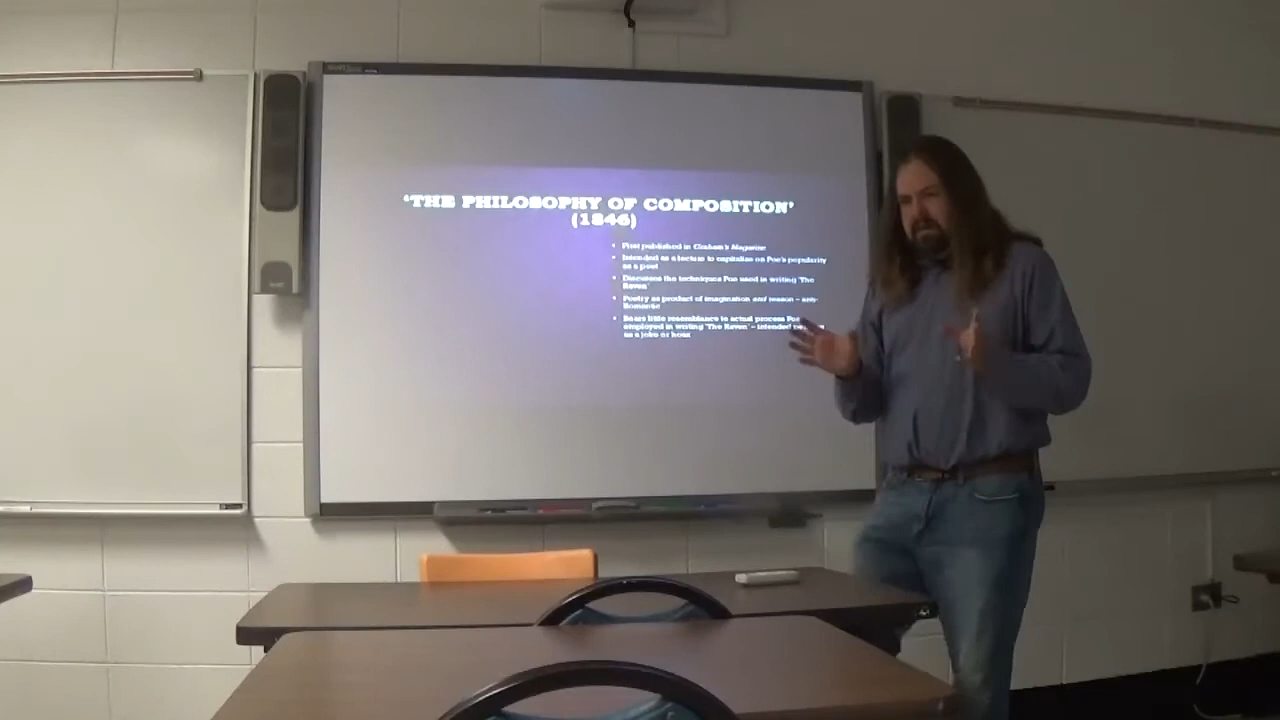 ‘THE PHILOSOPHY OF COMPOSITION’
(1846)
First published in Graham's Magazine
Intended as a lecture to capitalize on Poe's popularity
as a poet
Discusses the techniques Poe used in writing ‘The
Raven’
Poetry as product of imagination and reason – anti-
Romantic
Bears little resemblance to actual process Poe
employed in writing ‘The Raven’ – intended
as a joke or hoax